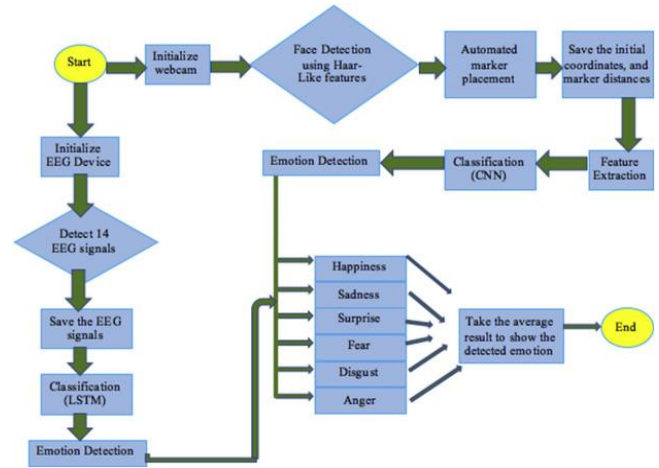 Start
Initialize
webcam
Face Detection
using Haar-
Like features
Automated
marker
placement
Save the initial
coordinates, and
marker distances
Initialize
EEG Device
Emotion Detection
Classification
(CNN)
Feature
Extraction
Detect 14
EEG signals
Happiness
Sadness
Surprise
Fear
Disgust
Anger
Save the EEG
signals
Take the average
result to show the
detected emotion
End
Classification
(LSTM)
Emotion Detection